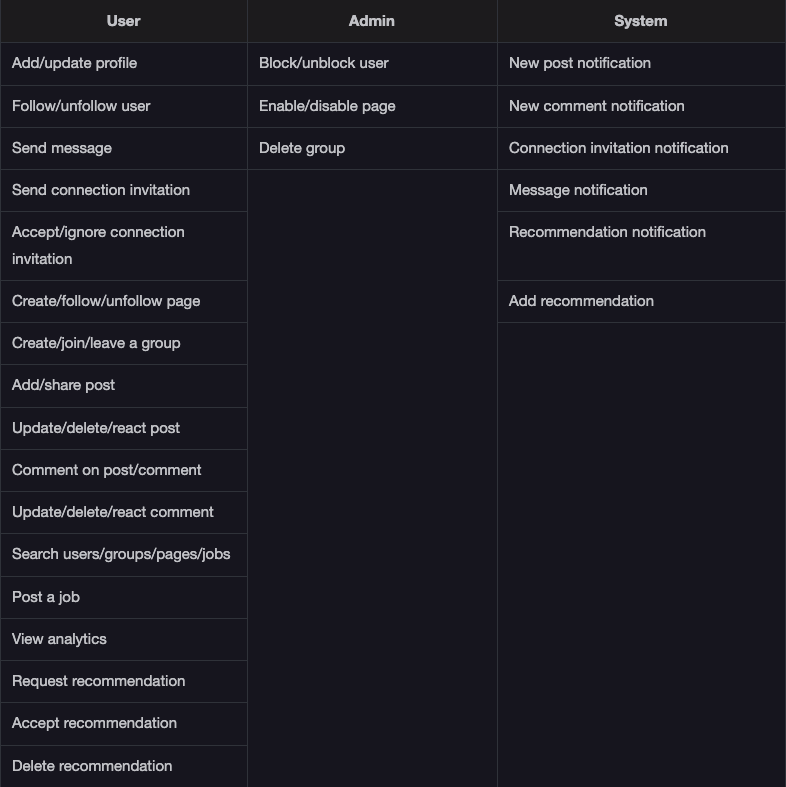 User Admin System
Add/update profile Block/unblock user New post notification
Follow/unfollow user Enable/disable page New comment notification
Send message Delete group Connection invitation notification
Send connection invitation Message notification
Accept/ignore connection Recommendation notification
invitation
Create/follow/unfollow page Add recommendation
Create/join/leave a group
Add/share post
Update/delete/react post
Comment on post/comment
Update/delete/react comment
Search users/groups/pages/jobs
Post a job
View analytics
Request recommendation
Accept recommendation
Delete recommendation